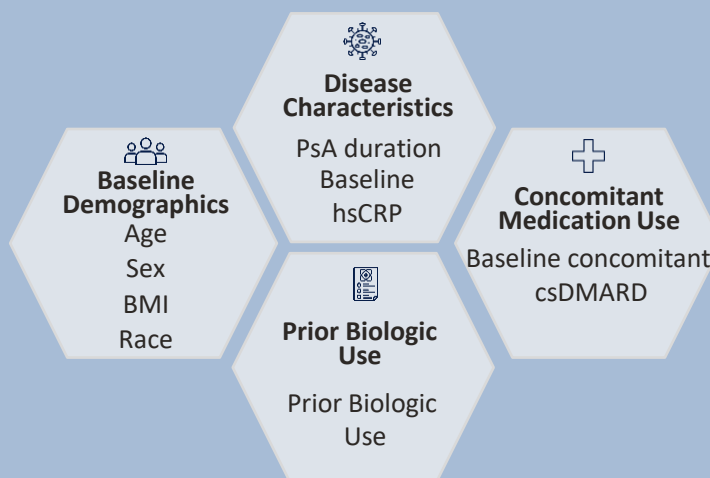 Disease
Characteristics
PsA duration
Baseline
hsCRP
Baseline
Demographics
Age
Sex
BMI
Race
Concomitant
Medication Use
Baseline concomitant
csDMARD
Prior Biologic
Use
Prior Biologic
Use